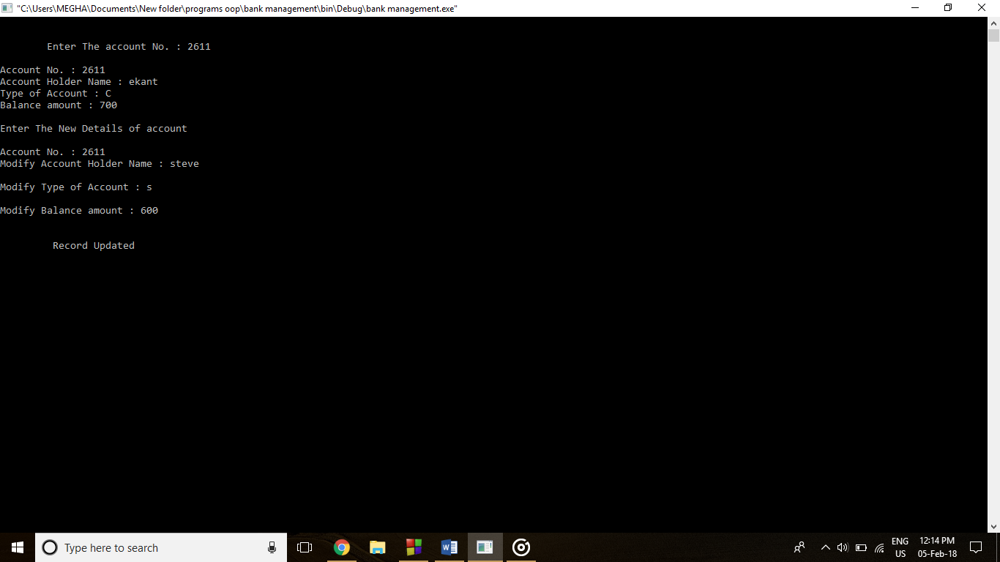 "C:\Users\MEGHA\Documents\New folder\programs oop\bank management\bin\Debug\bank management.exe"
Enter The account No. : 2611
Account No. : 2611
Account Holder Name : ekant
Type of Account : C
Balance amount : 700
Enter The New Details of account
Account No. : 2611
Modify Account Holder Name : steve
Modify Type of Account : s
Modify Balance amount : 600
Record Updated
Type here to search
W
ENG
US
12:14 PM
05-Feb-18